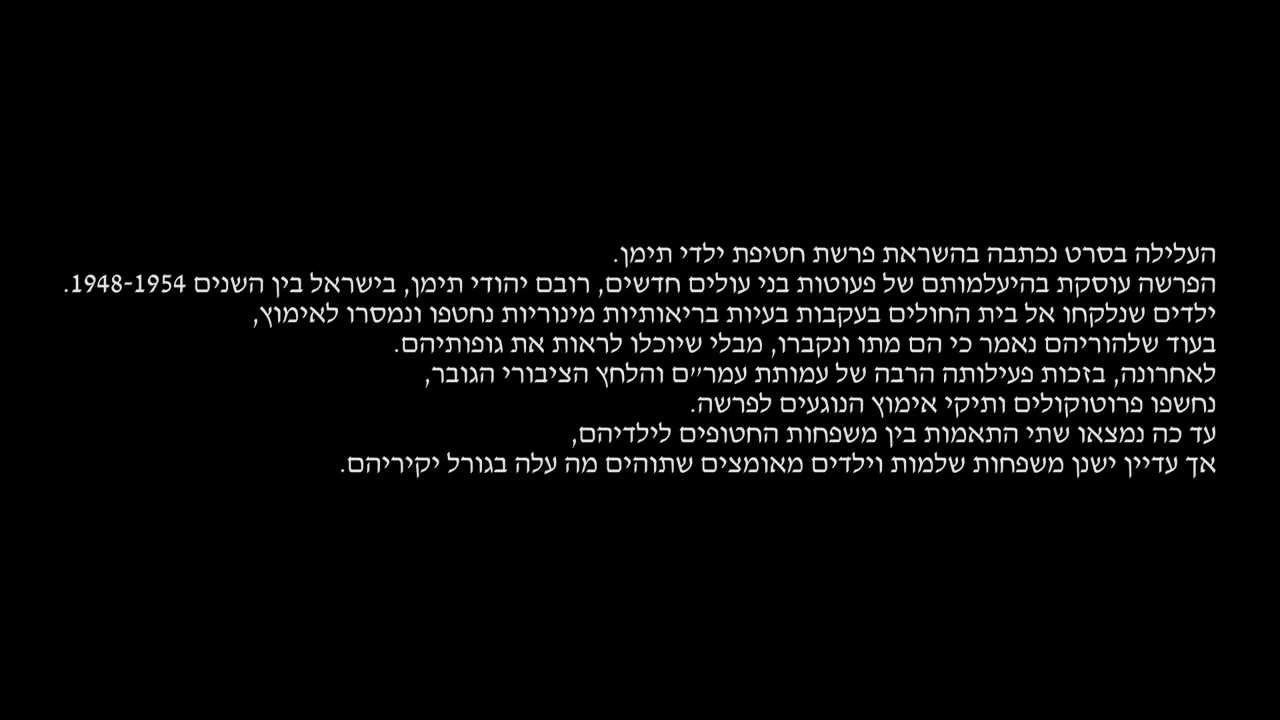 העלילה בסרט נכתבה בהשראת פרשת חטיפת ילדי תימן.
הפרשה עוסקת בהיעלמותם של פעוטות בני עולים חדשים, רובם יהודי תימן, בישראל בין השנים 1948-1954.
ילדים שנלקחו אל בית החולים בעקבות בעיות בריאותיות מינוריות נחטפו ונמסרו לאימוץ,
בעוד שלהוריהם נאמר כי הם מתו ונקברו, מבלי שיוכלו לראות את גופותיהם.
לאחרונה, בזכות פעילותה הרבה של עמותת עמר״ם והלחץ הציבורי הגובר,
נחשפו פרוטוקולים ותיקי אימוץ הנוגעים לפרשה.
עד כה נמצאו שתי התאמות בין משפחות החטופים לילדיהם,
אך עדיין ישנן משפחות שלמות וילדים מאומצים שתוהים מה עלה בגורל יקיריהם.